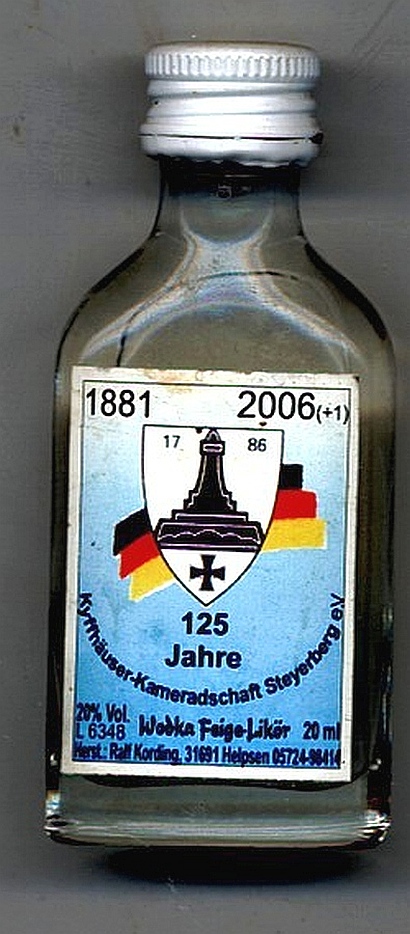 1881 2006(+1)
17 86
125
Jahre
Kyffhäuser-Kameradschaft Steyerberg e.V
20% Vol.
L 6348 Wodka Feige-Likör 20 ml
Herst.: Ralf Kording, 31691 Helpsen 05724-98414